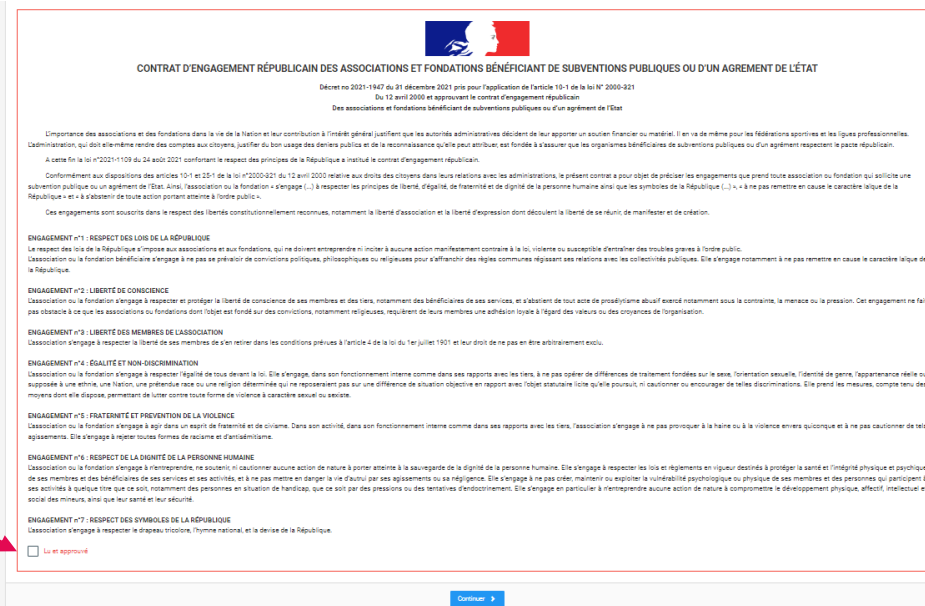 CONTRAT D'ENGAGEMENT RÉPUBLICAIN DES ASSOCIATIONS ET FONDATIONS BÉNÉFICIANT DE SUBVENTIONS PUBLIQUES OU D'UN AGREMENT DE L'ÉTAT
Décret no 2021-1947 du 31 décembre 2021 pris pour l'application de l'article 10-1 de la loi N° 2000-321
Du 12 avril 2000 et approuvant le contrat d'engagement républicain
Des associations et fondations bénéficiant de subventions publiques ou d'un agrément de l'Etat
L'importance des associations et des fondations dans la vie de la Nation et leur contribution à l'intérêt général justifient que les autorités administratives décident de leur apporter un soutien financier ou matériel. Il en va de même pour les fédérations sportives et les ligues professionnelles.
L'administration, qui doit elle-même rendre des comptes aux citoyens, justifier du bon usage des deniers publics et de la reconnaissance qu'elle peut attribuer, est fondée à s'assurer que les organismes bénéficiaires de subventions publiques ou d'un agrément respectent le pacte républicain.
A cette fin la loi n°2021-1109 du 24 août 2021 confortant le respect des principes de la République a institué le contrat d'engagement républicain.
Conformément aux dispositions des articles 10-1 et 25-1 de la loi n°2000-321 du 12 avril 2000 relative aux droits des citoyens dans leurs relations avec les administrations, le présent contrat a pour objet de préciser les engagements que prend toute association ou fondation qui sollicite une
subvention publique ou un agrément de l'État. Ainsi, l'association ou la fondation « s'engage (...) à respecter les principes de liberté, d'égalité, de fraternité et de dignité de la personne humaine ainsi que les symboles de la République (...) », « à ne pas remettre en cause le caractère laïque de la
République » et « à s'abstenir de toute action portant atteinte à l'ordre public ».
Ces engagements sont souscrits dans le respect des libertés constitutionnellement reconnues, notamment la liberté d'association et la liberté d'expression dont découlent la liberté de se réunir, de manifester et de création.
ENGAGEMENT n°1 : RESPECT DES LOIS DE LA RÉPUBLIQUE
Le respect des lois de la République s'impose aux associations et aux fondations, qui ne doivent entreprendre ni inciter à aucune action manifestement contraire à la loi, violente ou susceptible d'entraîner des troubles graves à l'ordre public.
L'association ou la fondation bénéficiaire s'engage à ne pas se prévaloir de convictions politiques, philosophiques ou religieuses pour s'affranchir des règles communes régissant ses relations avec les collectivités publiques. Elle s'engage notamment à ne pas remettre en cause le caractère laïque de
la République.
ENGAGEMENT n°2 : LIBERTÉ DE CONSCIENCE
L'association ou la fondation s'engage à respecter et protéger la liberté de conscience de ses membres et des tiers, notamment des bénéficiaires de ses services, et s'abstient de tout acte de prosélytisme abusif exercé notamment sous la contrainte, la menace ou la pression. Cet engagement ne fai
pas obstacle à ce que les associations ou fondations dont l'objet est fondé sur des convictions, notamment religieuses, requièrent de leurs membres une adhésion loyale à l'égard des valeurs ou des croyances de l'organisation.
ENGAGEMENT n°3 : LIBERTÉ DES MEMBRES DE L'ASSOCIATION
L'association s'engage à respecter la liberté de ses membres de s'en retirer dans les conditions prévues à l'article 4 de la loi du 1er juillet 1901 et leur droit de ne pas en être arbitrairement exclu.
ENGAGEMENT n°4 : ÉGALITÉ ET NON-DISCRIMINATION
L'association ou la fondation s'engage à respecter l'égalité de tous devant la loi. Elle s'engage, dans son fonctionnement interne comme dans ses rapports avec les tiers, à ne pas opérer de différences de traitement fondées sur le sexe, l'orientation sexuelle, l'identité de genre, l'appartenance réelle ou
supposée à une ethnie, une Nation, une prétendue race ou une religion déterminée qui ne reposeraient pas sur une différence de situation objective en rapport avec l'objet statutaire licite qu'elle poursuit, ni cautionner ou encourager de telles discriminations. Elle prend les mesures, compte tenu des
moyens dont elle dispose, permettant de lutter contre toute forme de violence à caractère sexuel ou sexiste.
ENGAGEMENT n°5 : FRATERNITÉ ET PREVENTION DE LA VIOLENCE
L'association ou la fondation s'engage à agir dans un esprit de fraternité et de civisme. Dans son activité, dans son fonctionnement interne comme dans ses rapports avec les tiers, l'association s'engage à ne pas provoquer à la haine ou à la violence envers quiconque et à ne pas cautionner de tels
agissements. Elle s'engage à rejeter toutes formes de racisme et d'antisémitisme.
ENGAGEMENT n°6 : RESPECT DE LA DIGNITÉ DE LA PERSONNE HUMAINE
L'association ou la fondation s'engage à n'entreprendre, ne soutenir, ni cautionner aucune action de nature à porter atteinte à la sauvegarde de la dignité de la personne humaine. Elle s'engage à respecter les lois et règlements en vigueur destinés à protéger la santé et l'intégrité physique et psychique
de ses membres et des bénéficiaires de ses services et ses activités, et à ne pas mettre en danger la vie d'autrui par ses agissements ou sa négligence. Elle s'engage à ne pas créer, maintenir ou exploiter la vulnérabilité psychologique ou physique de ses membres et des personnes qui participent à
ses activités à quelque titre que ce soit, notamment des personnes en situation de handicap, que ce soit par des pressions ou des tentatives d'endoctrinement. Elle s'engage en particulier à n'entreprendre aucune action de nature à compromettre le développement physique, affectif, intellectuel e
social des mineurs, ainsi que leur santé et leur sécurité.
ENGAGEMENT n°7 : RESPECT DES SYMBOLES DE LA RÉPUBLIQUE
L'association s'engage à respecter le drapeau tricolore, l'hymne national, et la devise de la République.
Lu et approuvé
Continuer